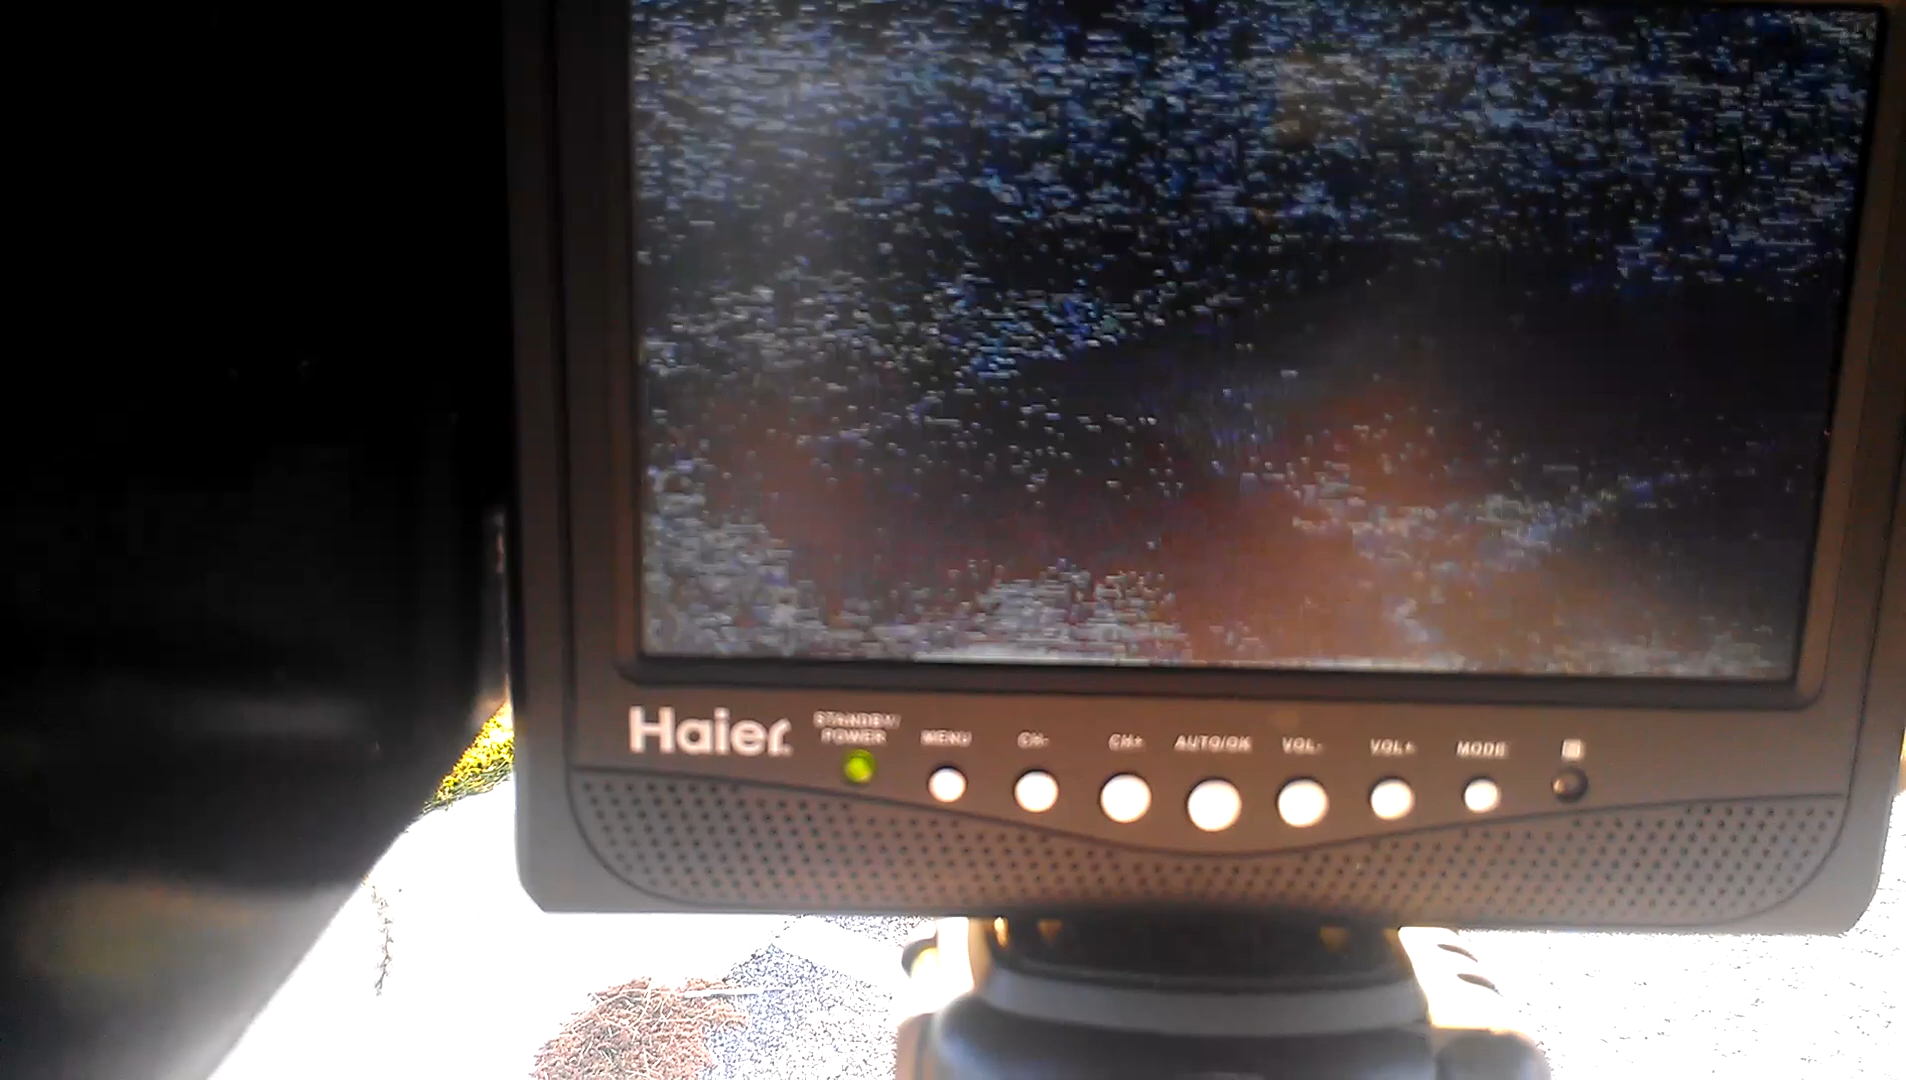 Haier
STANDBY/
POWER
MENU
CH-
CH+
AUTO/OK
VOL-
VOL+
MODE